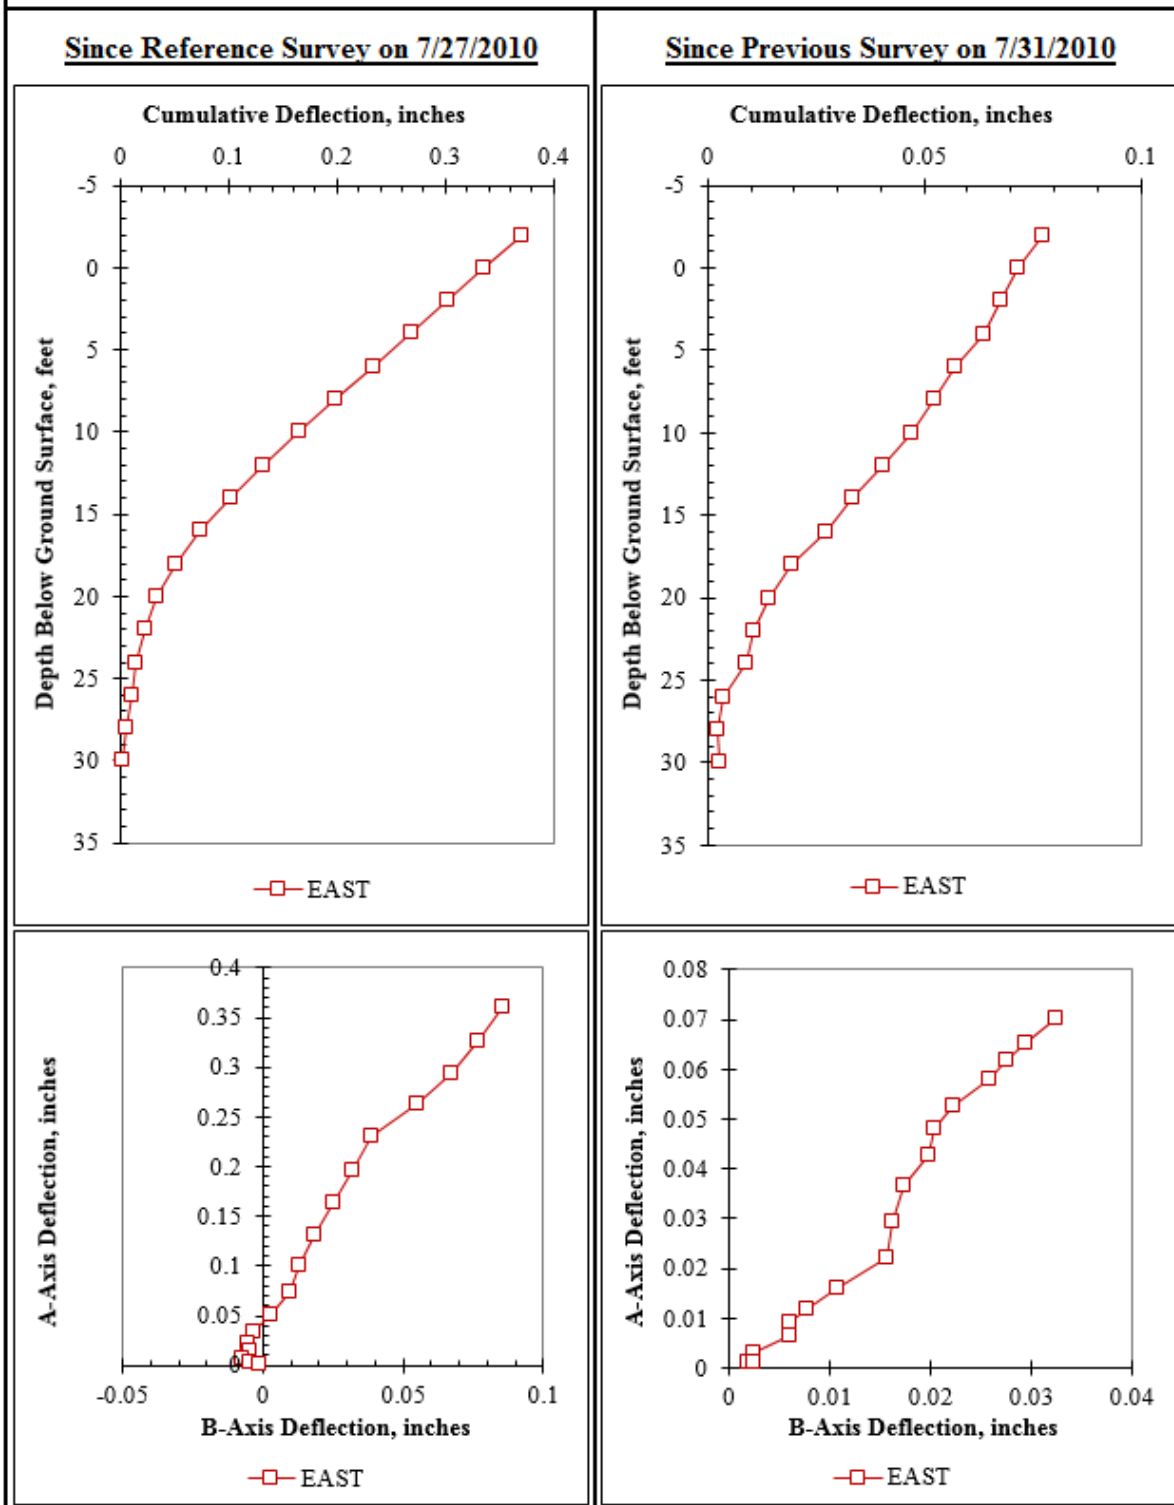 Since Reference Survey on 7/27/2010
Cumulative Deflection, inches
0 0.1 0.2 0.3 0.4
-5
0
5
10
15
20
25
30
35
Depth Below Ground Surface, feet
EAST
Since Previous Survey on 7/31/2010
Cumulative Deflection, inches
0 0.05 0.1
-5
0
5
10
15
20
25
30
35
Depth Below Ground Surface, feet
EAST
0.4
0.35
0.3
0.25
0.2
0.15
0.1
0.05
0
A-Axis Deflection, inches
-0.05 0 0.05 0.1
B-Axis Deflection, inches
EAST
0.08
0.07
0.06
0.05
0.04
0.03
0.02
0.01
0
A-Axis Deflection, inches
0 0.01 0.02 0.03 0.04
B-Axis Deflection, inches
EAST